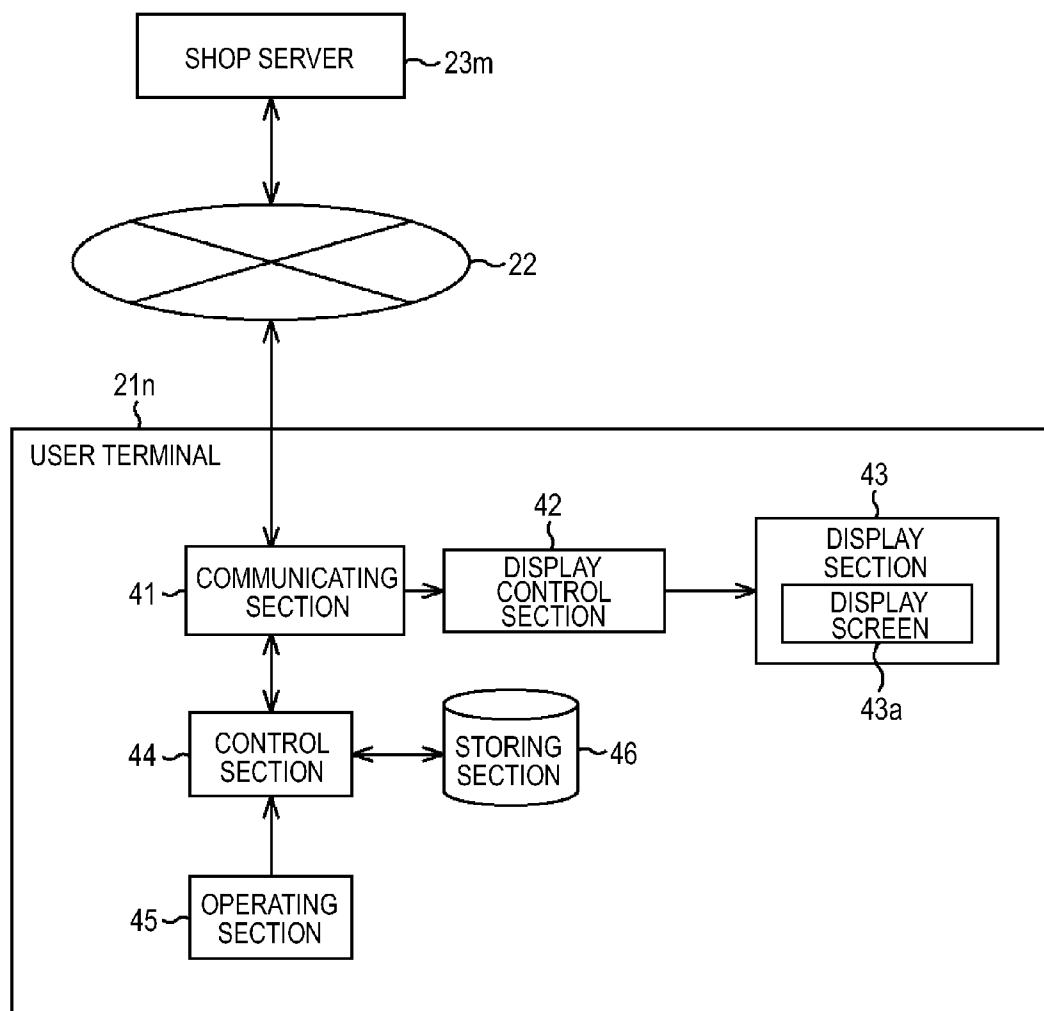 SHOP SERVER
23m
22
21n
USER TERMINAL
41
COMMUNICATING
SECTION
42
DISPLAY
CONTROL
SECTION
43
DISPLAY
SECTION
DISPLAY
SCREEN
43a
44
CONTROL
SECTION
STORING
SECTION
46
45
OPERATING
SECTION